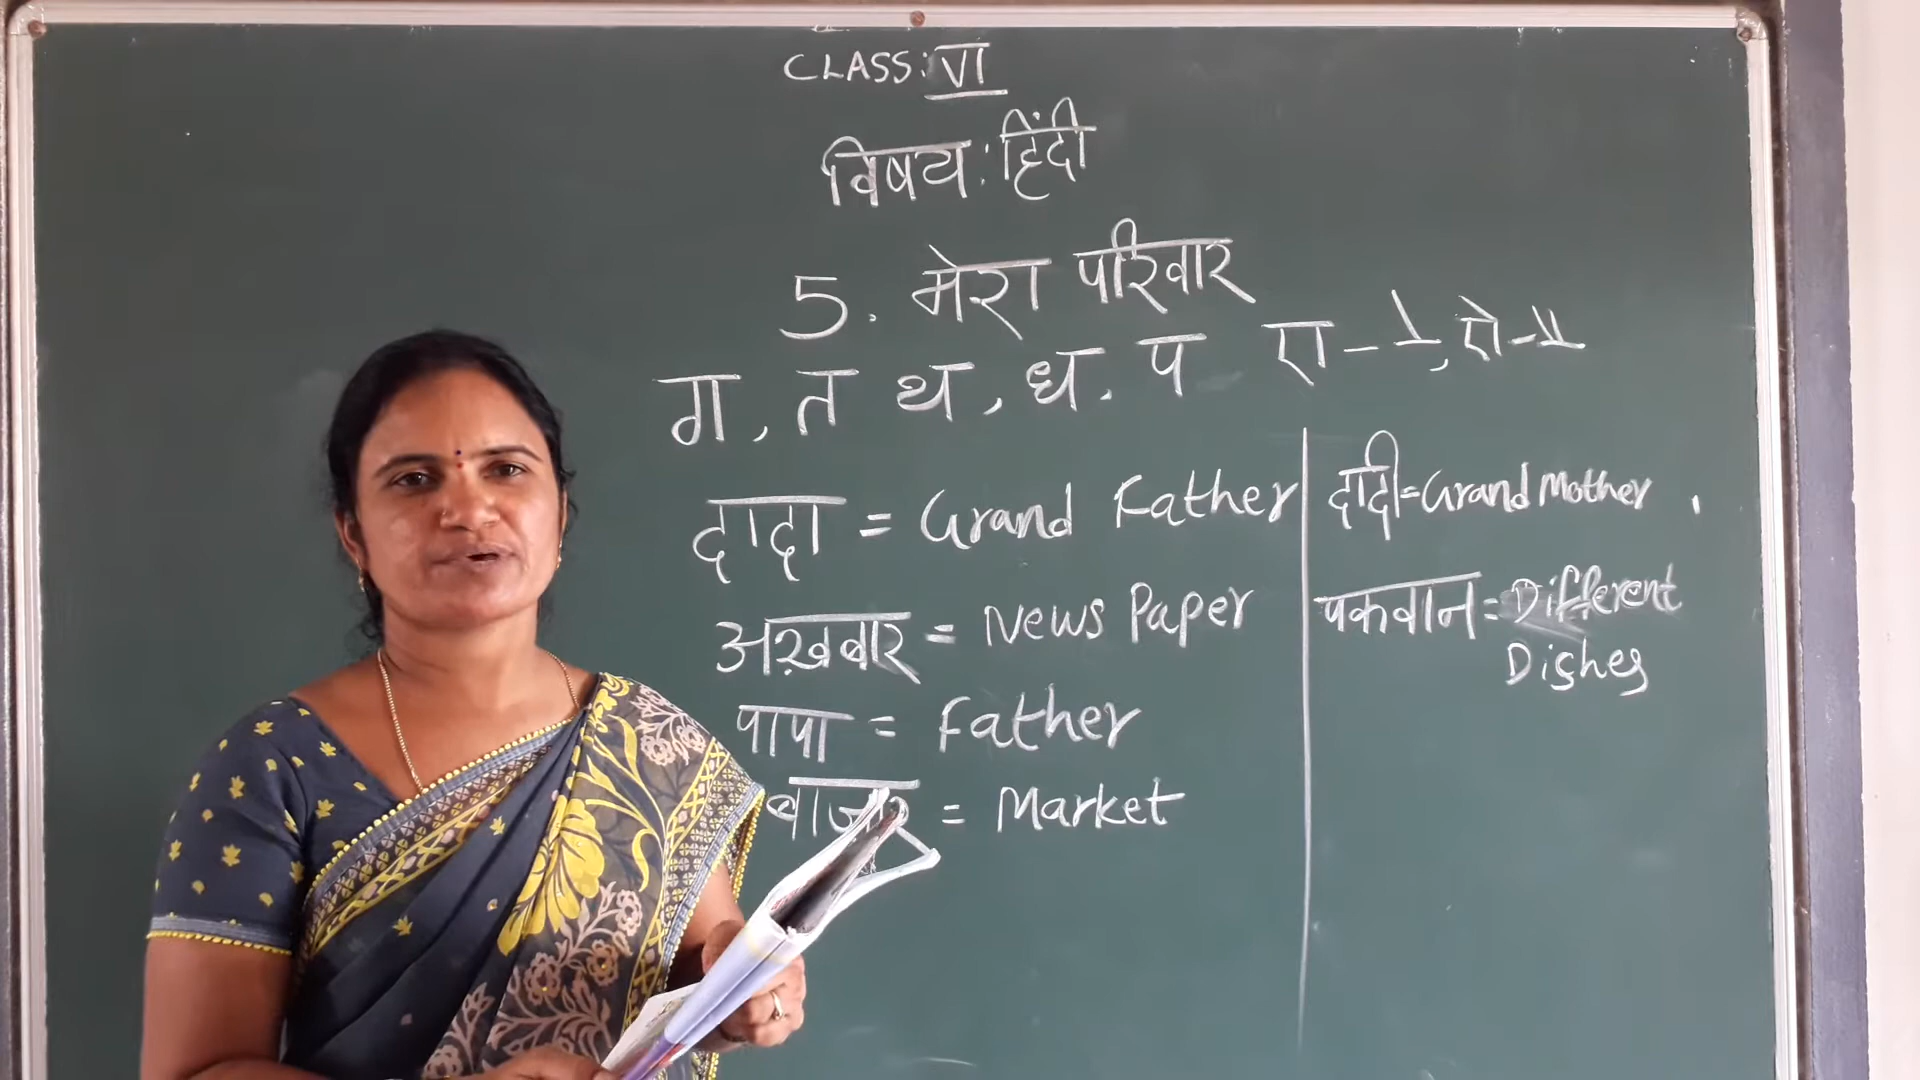 CLASS: VI
विषय: हिंदी
5. मेरा परिवार
ग, त थ, ध, प ए - े, ऐ - ै
दादा = Grand Father
अख़बार = News Paper
पापा = Father
बाजार = Market
दादी = Grand Mother
पकवान = Different
Dishes